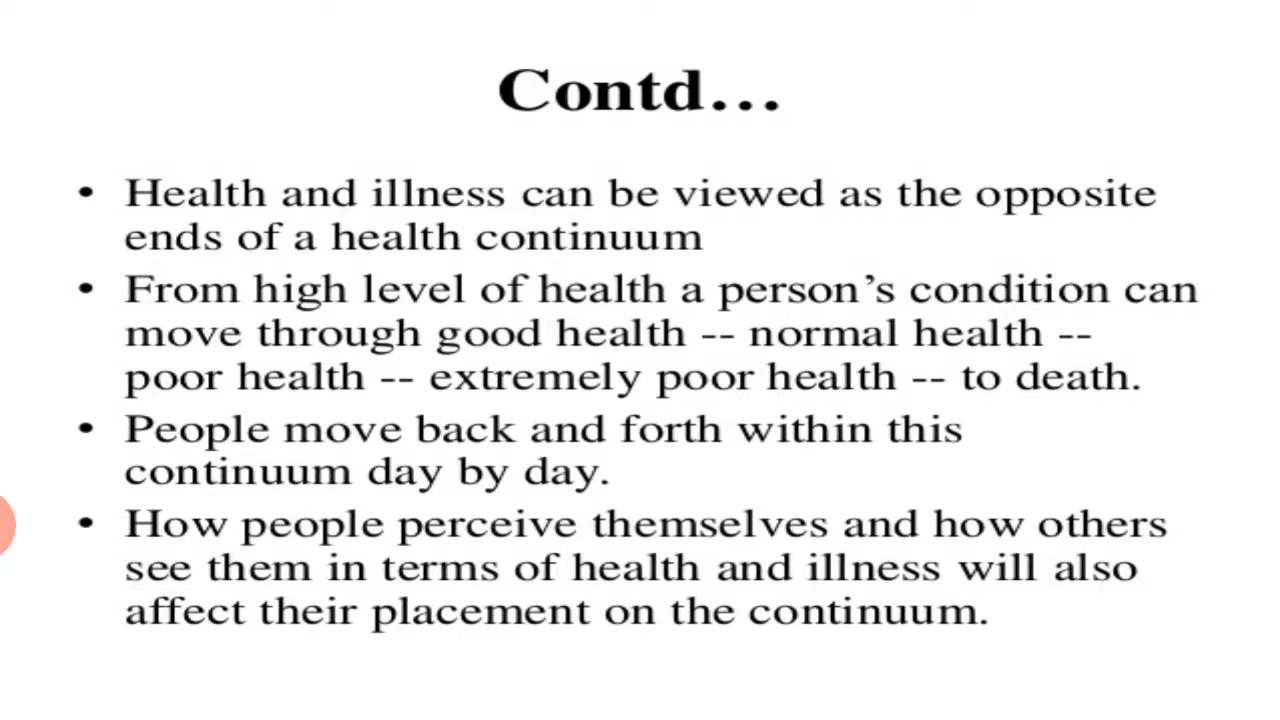 Contd...
• Health and illness can be viewed as the opposite
ends of a health continuum
• From high level of health a person's condition can
move through good health -- normal health --
poor health -- extremely poor health -- to death.
• People move back and forth within this
continuum day by day.
• How people perceive themselves and how others
see them in terms of health and illness will also
affect their placement on the continuum.